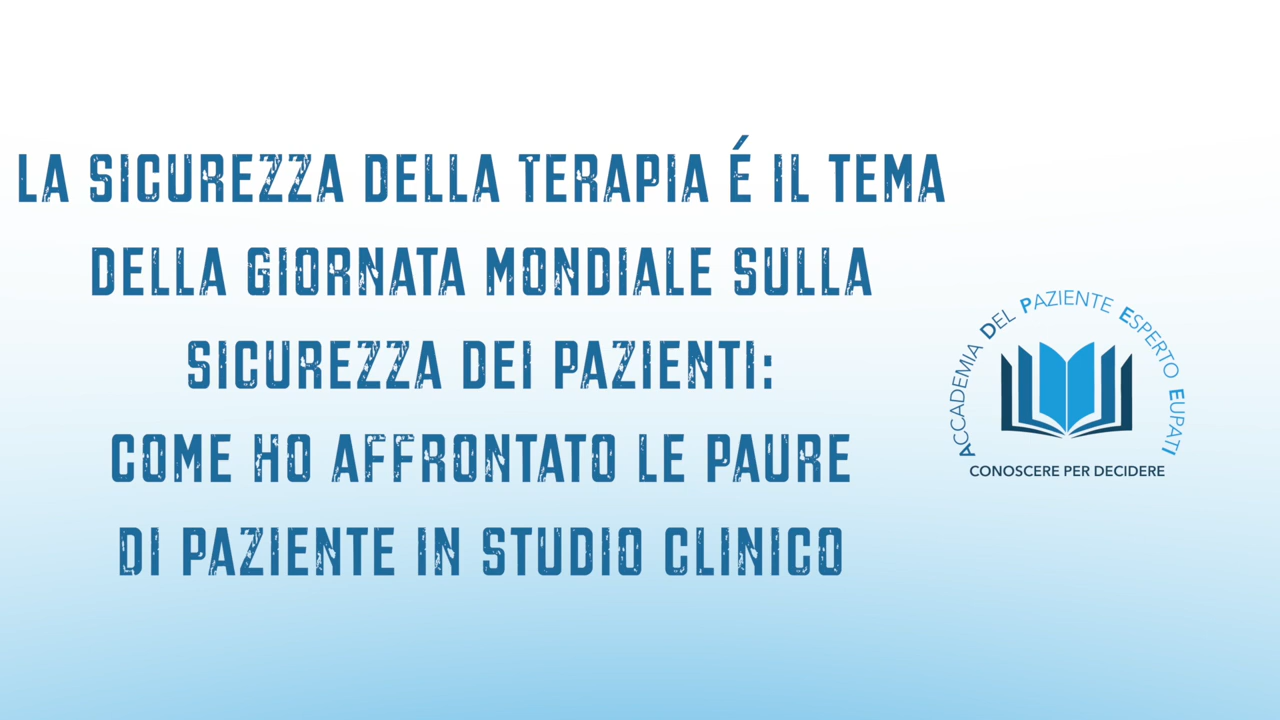 LA SICUREZZA DELLA TERAPIA É IL TEMA
DELLA GIORNATA MONDIALE SULLA
SICUREZZA DEI PAZIENTI:
COME HO AFFRONTATO LE PAURE
DI PAZIENTE IN STUDIO CLINICO
ACCADEMIA DEL PAZIENTE ESPERTO EUPATI
CONOSCERE PER DECIDERE